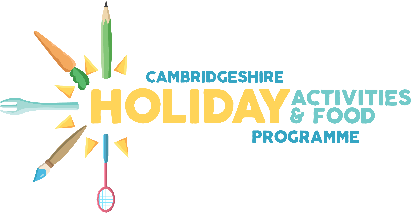 CAMBRIDGESHIRE
HOLIDAY ACTIVITIES
& FOOD
PROGRAMME